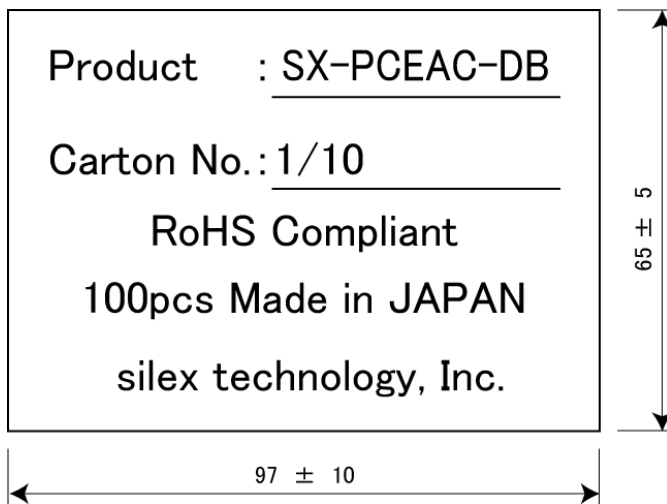 Product : SX-PCEAC-DB
Carton No.: 1/10
RoHS Compliant
100pcs Made in JAPAN
silex technology, Inc.
65 ± 5
97 ± 10